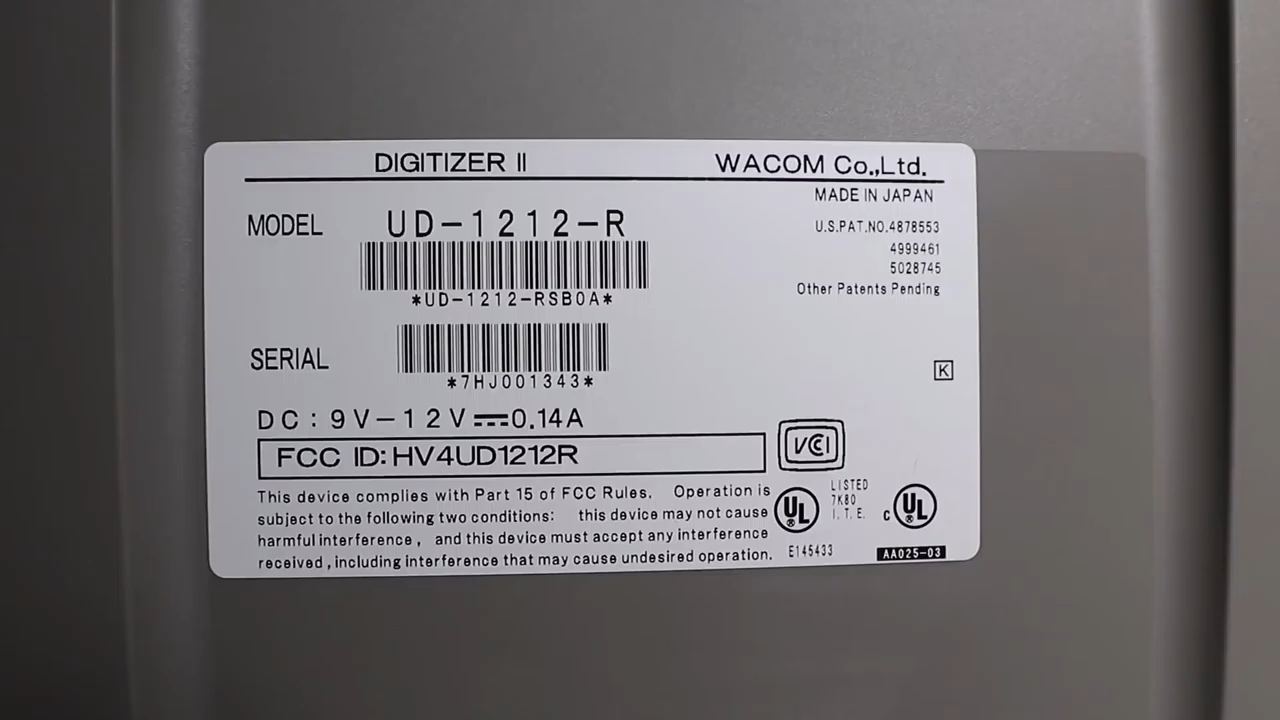 DIGITIZER II WACOM Co.,Ltd.
MADE IN JAPAN
MODEL UD-1212-R
U.S.PAT.NO.4878553
4999461
5028745
*UD-1212-RSB0A*
Other Patents Pending
SERIAL
*7HJ001343*
K
DC:9V-12V⎓0.14A
FCC ID:HV4UD1212R
VCI
This device complies with Part 15 of FCC Rules. Operation is
subject to the following two conditions: this device may not cause
harmful interference, and this device must accept any interference
received,including interference that may cause undesired operation.
UL®
LISTED
7K80
I.T.E.
c UL®
E145433
AA025-03